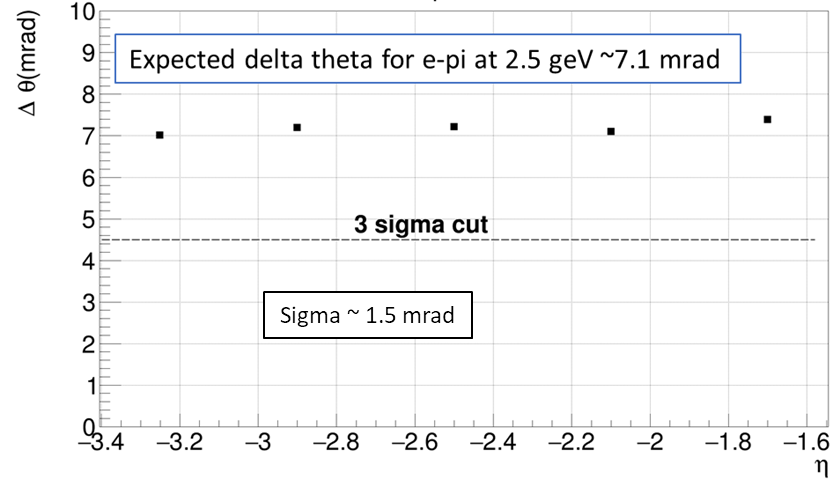 10
Δ θ(mrad)
9
Expected delta theta for e-pi at 2.5 geV ~7.1 mrad
8
7
6
5
3 sigma cut
4
3
Sigma ~ 1.5 mrad
2
1
0
−3.4 −3.2 −3 −2.8 −2.6 −2.4 −2.2 −2 −1.8 −1.6
η